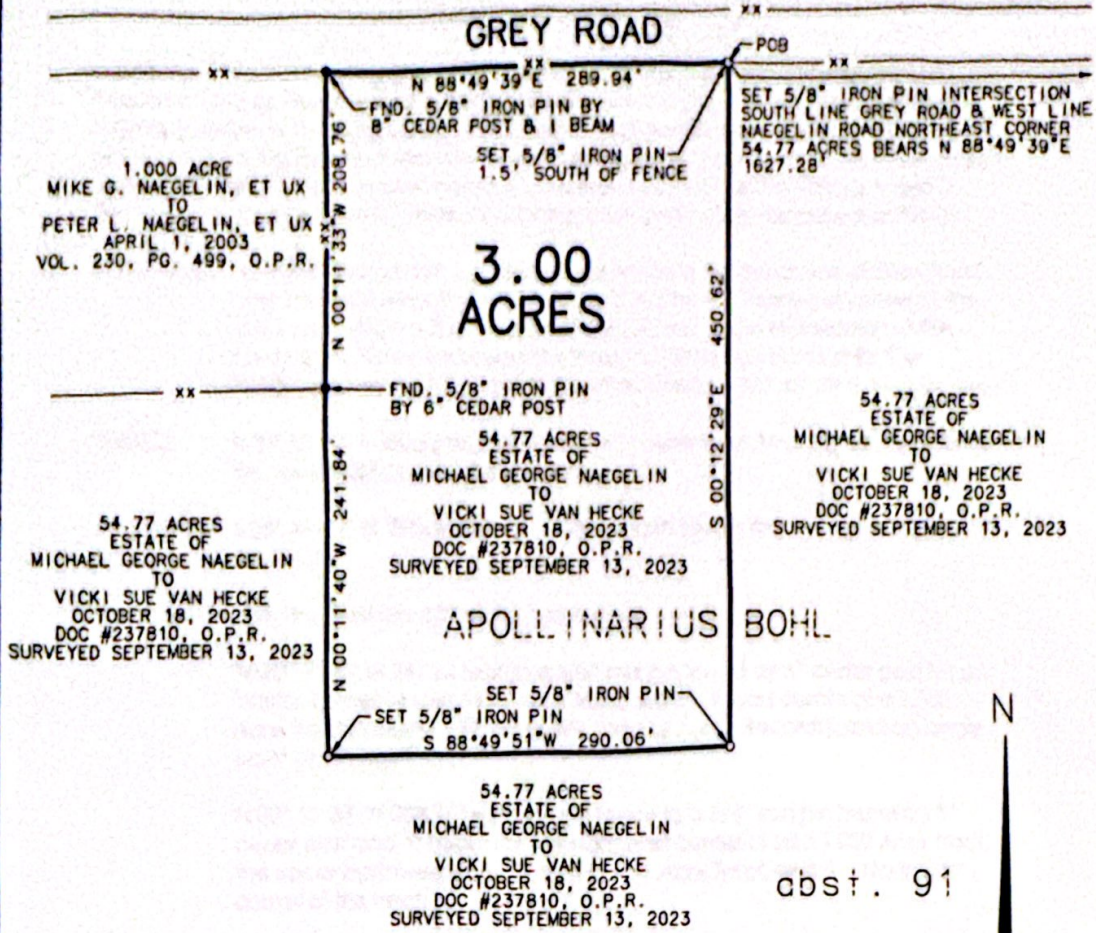 xx
GREY ROAD
POB
xx
xx
xx
N 88°49'39"E 289.94'
FND. 5/8" IRON PIN BY
8" CEDAR POST & I BEAM
SET 5/8" IRON PIN
1.5' SOUTH OF FENCE
SET 5/8" IRON PIN INTERSECTION
SOUTH LINE GREY ROAD & WEST LINE
NAEGELIN ROAD NORTHEAST CORNER
54.77 ACRES BEARS N 88°49'39"E
1627.28'
1.000 ACRE
MIKE G. NAEGELIN, ET UX
TO
PETER L. NAEGELIN, ET UX
APRIL 1, 2003
VOL. 230, PG. 499, O.P.R.
N 00°11'33"W 208.76'
xx
3.00
ACRES
S 00°12'29"E 450.62'
xx
FND. 5/8" IRON PIN
BY 6" CEDAR POST
54.77 ACRES
ESTATE OF
MICHAEL GEORGE NAEGELIN
TO
VICKI SUE VAN HECKE
OCTOBER 18, 2023
DOC #237810, O.P.R.
SURVEYED SEPTEMBER 13, 2023
54.77 ACRES
ESTATE OF
MICHAEL GEORGE NAEGELIN
TO
VICKI SUE VAN HECKE
OCTOBER 18, 2023
DOC #237810, O.P.R.
SURVEYED SEPTEMBER 13, 2023
54.77 ACRES
ESTATE OF
MICHAEL GEORGE NAEGELIN
TO
VICKI SUE VAN HECKE
OCTOBER 18, 2023
DOC #237810, O.P.R.
SURVEYED SEPTEMBER 13, 2023
N 00°11'40"W 241.84'
APOLLINARIUS BOHL
SET 5/8" IRON PIN
SET 5/8" IRON PIN
S 88°49'51"W 290.06'
N
54.77 ACRES
ESTATE OF
MICHAEL GEORGE NAEGELIN
TO
VICKI SUE VAN HECKE
OCTOBER 18, 2023
DOC #237810, O.P.R.
SURVEYED SEPTEMBER 13, 2023
abst. 91